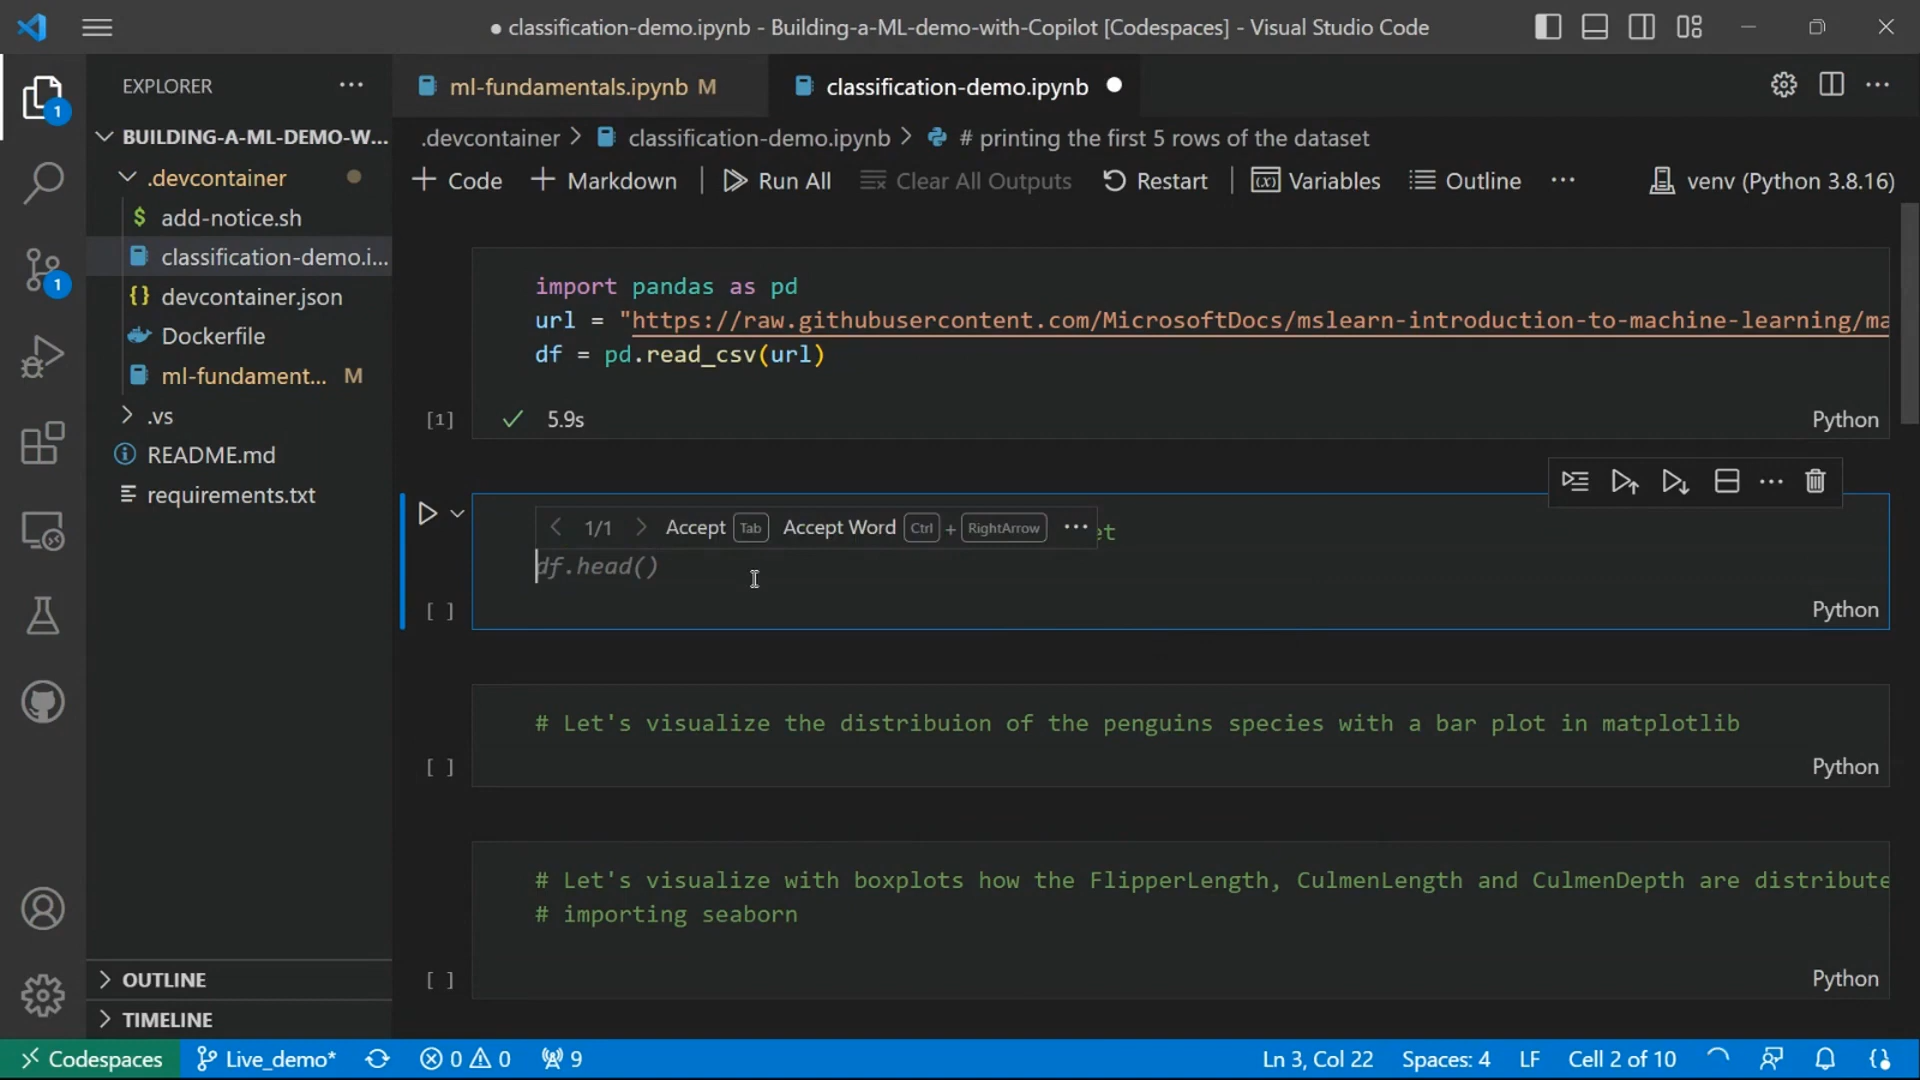 ● classification-demo.ipynb - Building-a-ML-demo-with-Copilot [Codespaces] - Visual Studio Code
EXPLORER
BUILDING-A-ML-DEMO-W...
.devcontainer
add-notice.sh
classification-demo.i...
devcontainer.json
Dockerfile
ml-fundament... M
.vs
README.md
requirements.txt
OUTLINE
TIMELINE
1
1
ml-fundamentals.ipynb M
classification-demo.ipynb
.devcontainer > classification-demo.ipynb > # printing the first 5 rows of the dataset
+ Code + Markdown | Run All Clear All Outputs Restart | Variables Outline ... venv (Python 3.8.16)
import pandas as pd
url = "https://raw.githubusercontent.com/MicrosoftDocs/mslearn-introduction-to-machine-learning/ma
df = pd.read_csv(url)
[1] ✓ 5.9s Python
< 1/1 > Accept Tab Accept Word Ctrl + RightArrow ... et
df.head()
[ ] Python
# Let's visualize the distribuion of the penguins species with a bar plot in matplotlib
[ ] Python
# Let's visualize with boxplots how the FlipperLength, CulmenLength and CulmenDepth are distribute
# importing seaborn
[ ] Python
Codespaces Live_demo* 0 0 9 Ln 3, Col 22 Spaces: 4 LF Cell 2 of 10